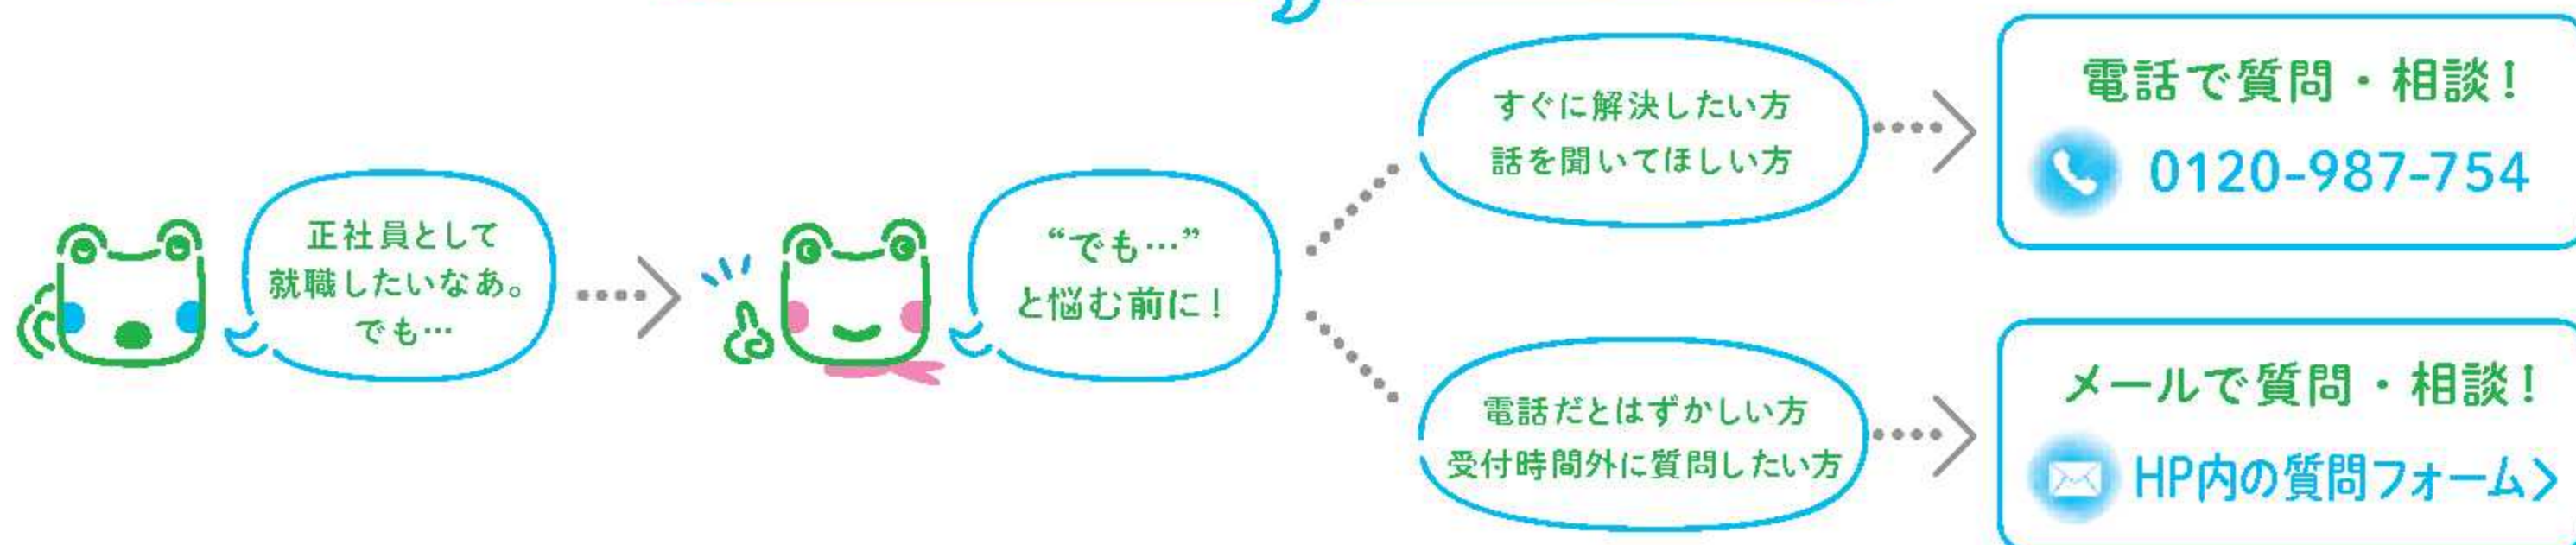 正社員として
就職したいなあ。
でも…
“でも…”
と悩む前に！
すぐに解決したい方
話を聞いてほしい方
電話で質問・相談！
0120-987-754
電話だとはずかしい方
受付時間外に質問したい方
メールで質問・相談！
HP内の質問フォーム＞